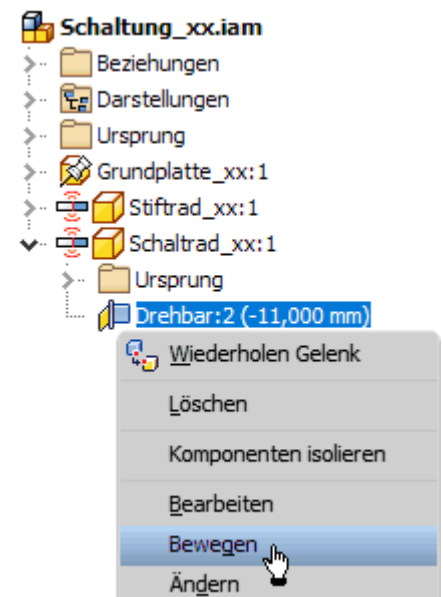 Schaltung_xx.iam
Beziehungen
Darstellungen
Ursprung
Grundplatte_xx:1
Stiftrad_xx:1
Schaltrad_xx:1
Ursprung
Drehbar:2 (-11,000 mm)
Wiederholen Gelenk
Löschen
Komponenten isolieren
Bearbeiten
Bewegen
Ändern